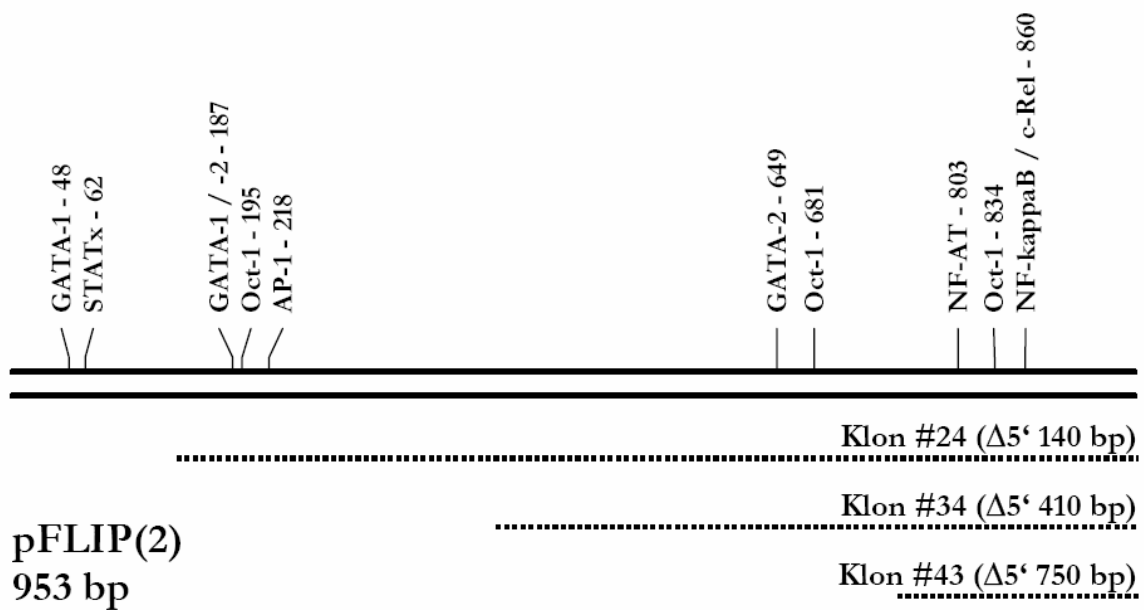 GATA-1 - 48
STATx - 62
GATA-1 / -2 - 187
Oct-1 - 195
AP-1 - 218
GATA-2 - 649
Oct-1 - 681
NF-AT - 803
Oct-1 - 834
NF-kappaB / c-Rel - 860
Klon #24 (Δ5‘ 140 bp)
Klon #34 (Δ5‘ 410 bp)
pFLIP(2)
953 bp
Klon #43 (Δ5‘ 750 bp)